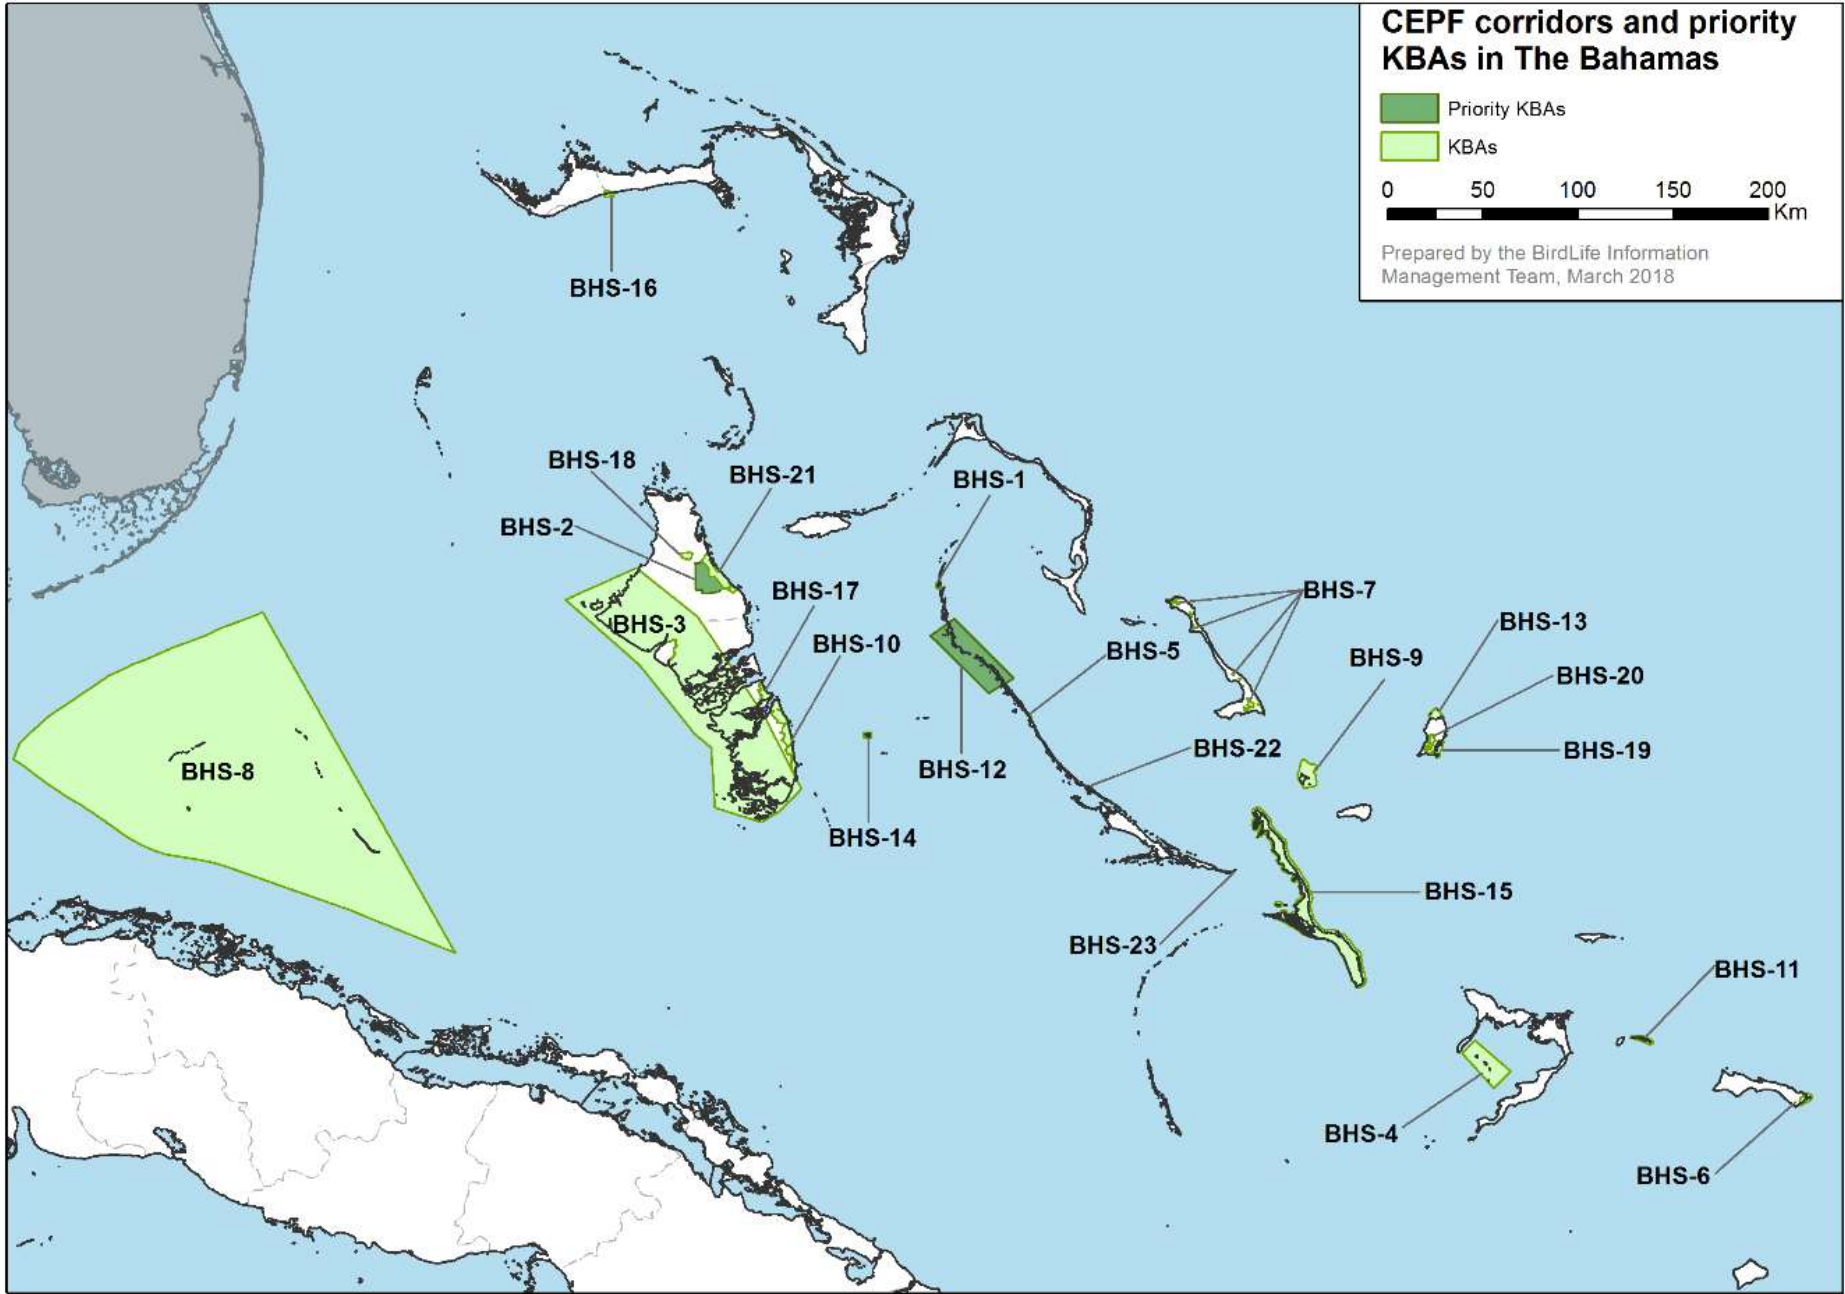 CEPF corridors and priority
KBAs in The Bahamas
Priority KBAs
KBAs
0 50 100 150 200
Km
Prepared by the BirdLife Information
Management Team, March 2018
BHS-16
BHS-18
BHS-21
BHS-1
BHS-2
BHS-17
BHS-7
BHS-3
BHS-13
BHS-10
BHS-5
BHS-9
BHS-20
BHS-22
BHS-19
BHS-12
BHS-8
BHS-14
BHS-15
BHS-23
BHS-11
BHS-4
BHS-6